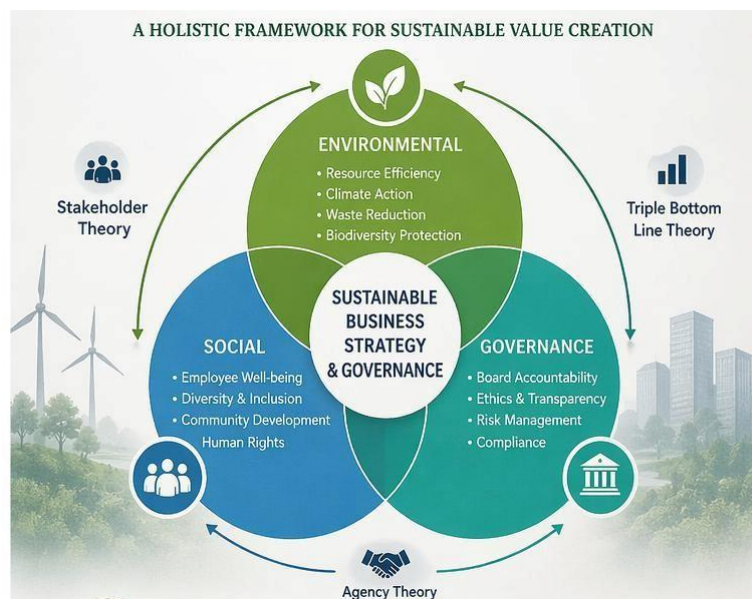 A HOLISTIC FRAMEWORK FOR SUSTAINABLE VALUE CREATION
ENVIRONMENTAL
• Resource Efficiency
• Climate Action
• Waste Reduction
• Biodiversity Protection
Stakeholder
Theory
Triple Bottom
Line Theory
SUSTAINABLE
BUSINESS
STRATEGY
& GOVERNANCE
SOCIAL
• Employee Well-being
• Diversity & Inclusion
• Community Development
Human Rights
GOVERNANCE
• Board Accountability
• Ethics & Transparency
• Risk Management
• Compliance
Agency Theory